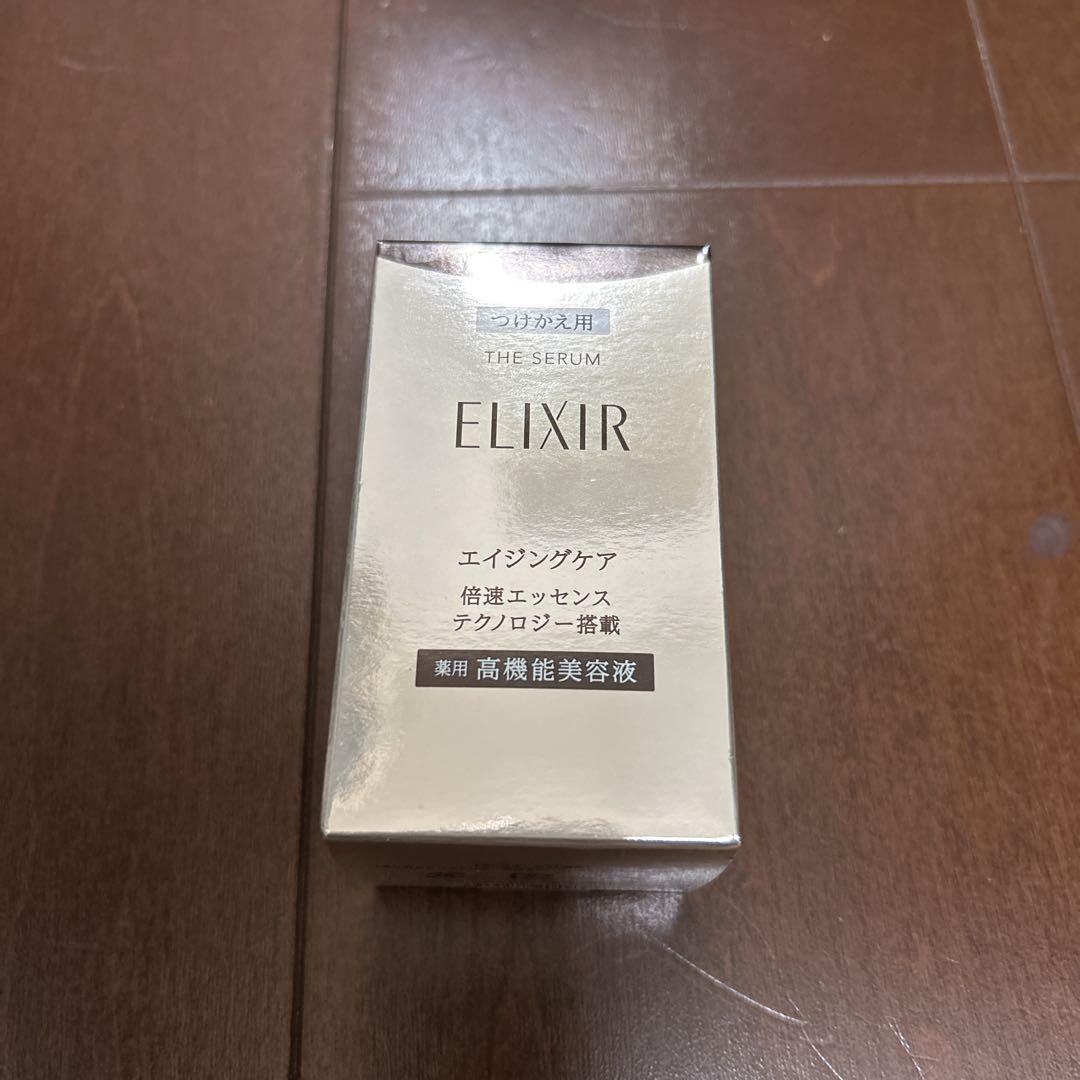 つけかえ用
THE SERUM
ELIXIR
エイジングケア
倍速エッセンス
テクノロジー搭載
薬用 高機能美容液